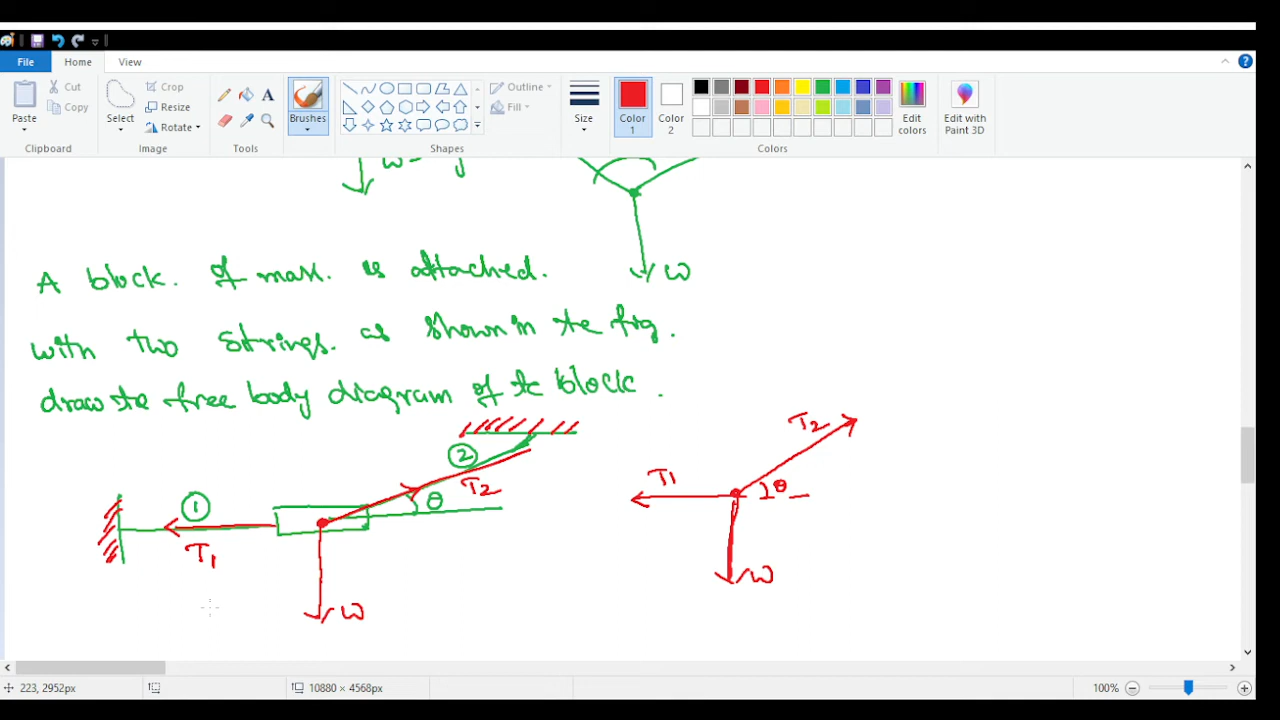 File
Home
View
Paste
Cut
Copy
Clipboard
Select
Crop
Resize
Rotate
Image
A
Tools
Brushes
Shapes
Outline
Fill
Size
Color 1
Color 2
Edit colors
Colors
Edit with Paint 3D
W
W
A block. of mass. is attached.
with two strings. as shown in the fig.
draw the free body diagram of the block.
1
T1
2
T2
θ
W
T1
T2
θ
W
223, 2952px
10880 × 4568px
100%